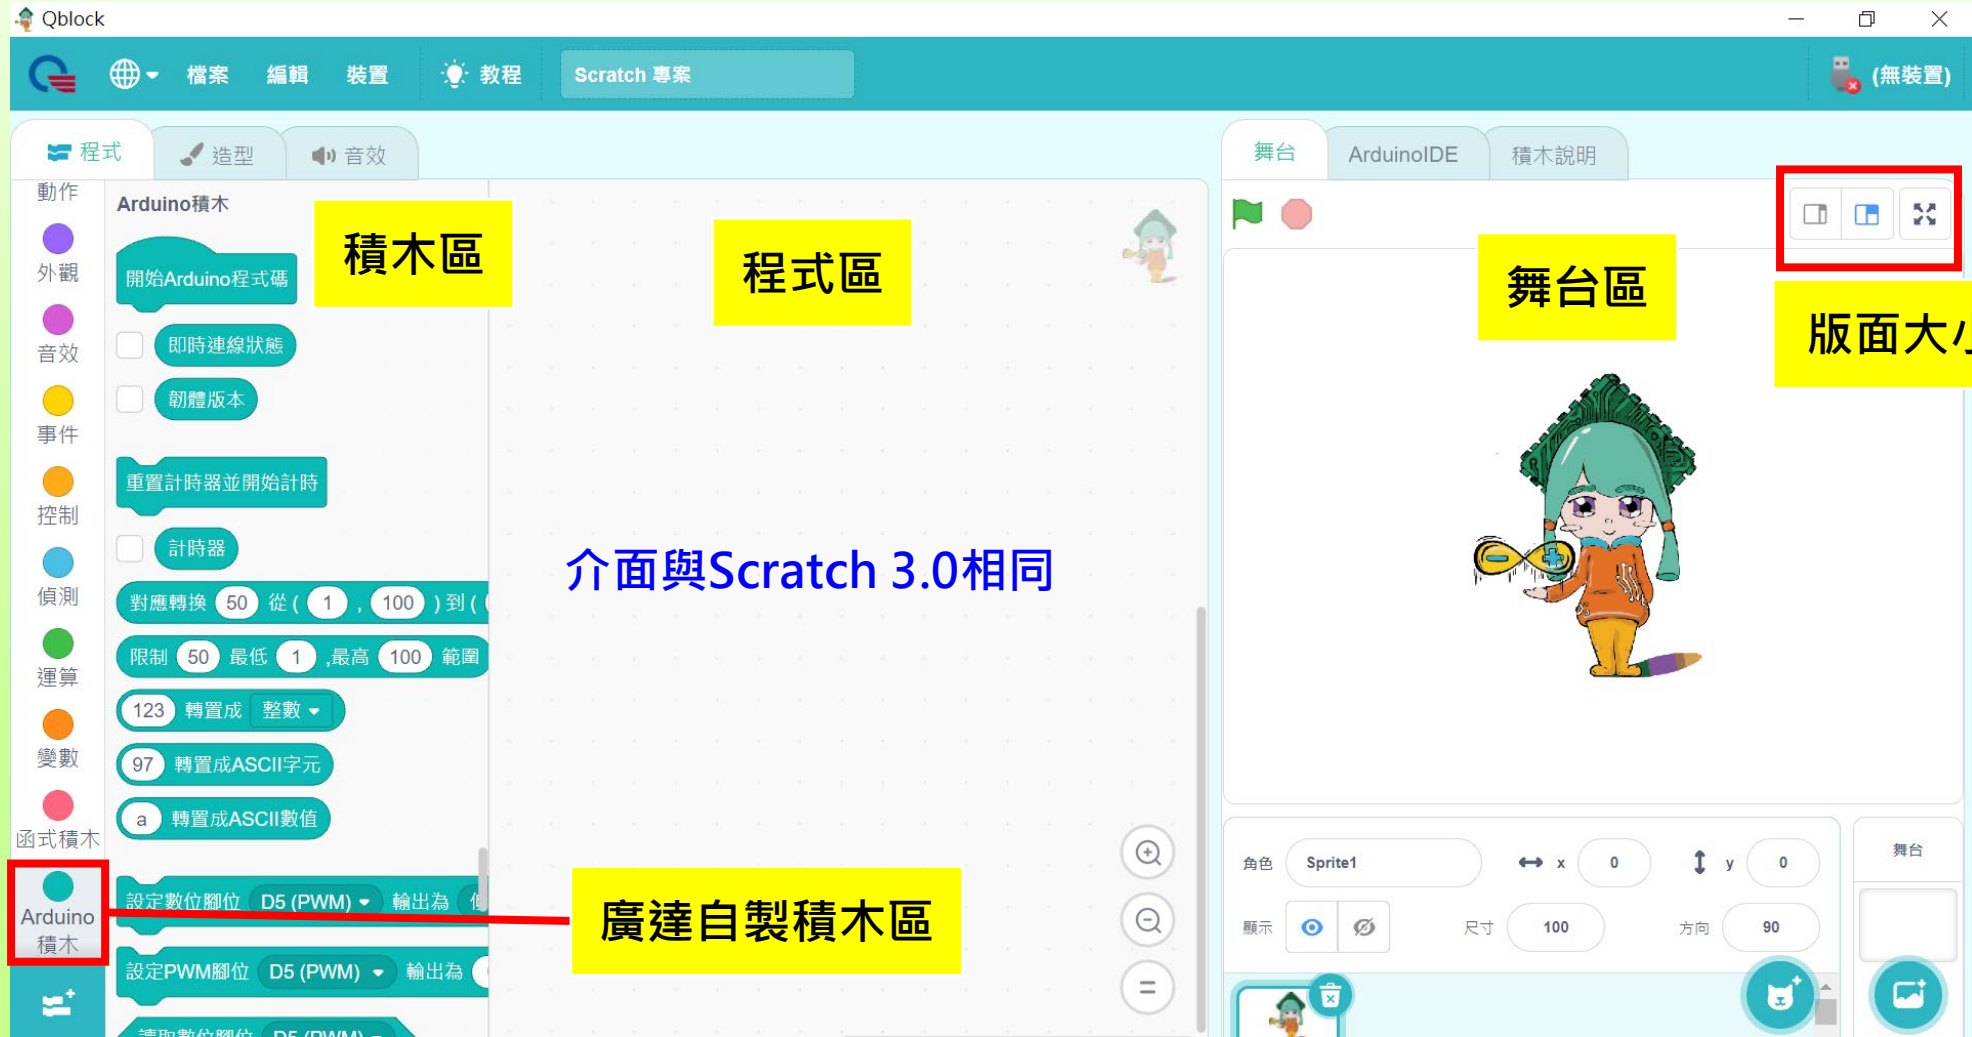 Qblock
檔案 編輯 裝置 教程 Scratch 專案 (無裝置)
程式 造型 音效
動作
外觀
音效
事件
控制
偵測
運算
變數
函式積木
Arduino
積木
Arduino積木
開始Arduino程式碼
即時連線狀態
韌體版本
重置計時器並開始計時
計時器
對應轉換 50 從 ( 1 , 100 ) 到 (
限制 50 最低 1 ,最高 100 範圍
123 轉置成 整數
97 轉置成ASCII字元
a 轉置成ASCII數值
設定數位腳位 D5 (PWM) 輸出為
設定PWM腳位 D5 (PWM) 輸出為
讀取數位腳位 D5 (PWM)
積木區
程式區
介面與Scratch 3.0相同
廣達自製積木區
舞台 ArduinoIDE 積木說明
舞台區
版面大小
角色 Sprite1 x 0 y 0
顯示 尺寸 100 方向 90
舞台